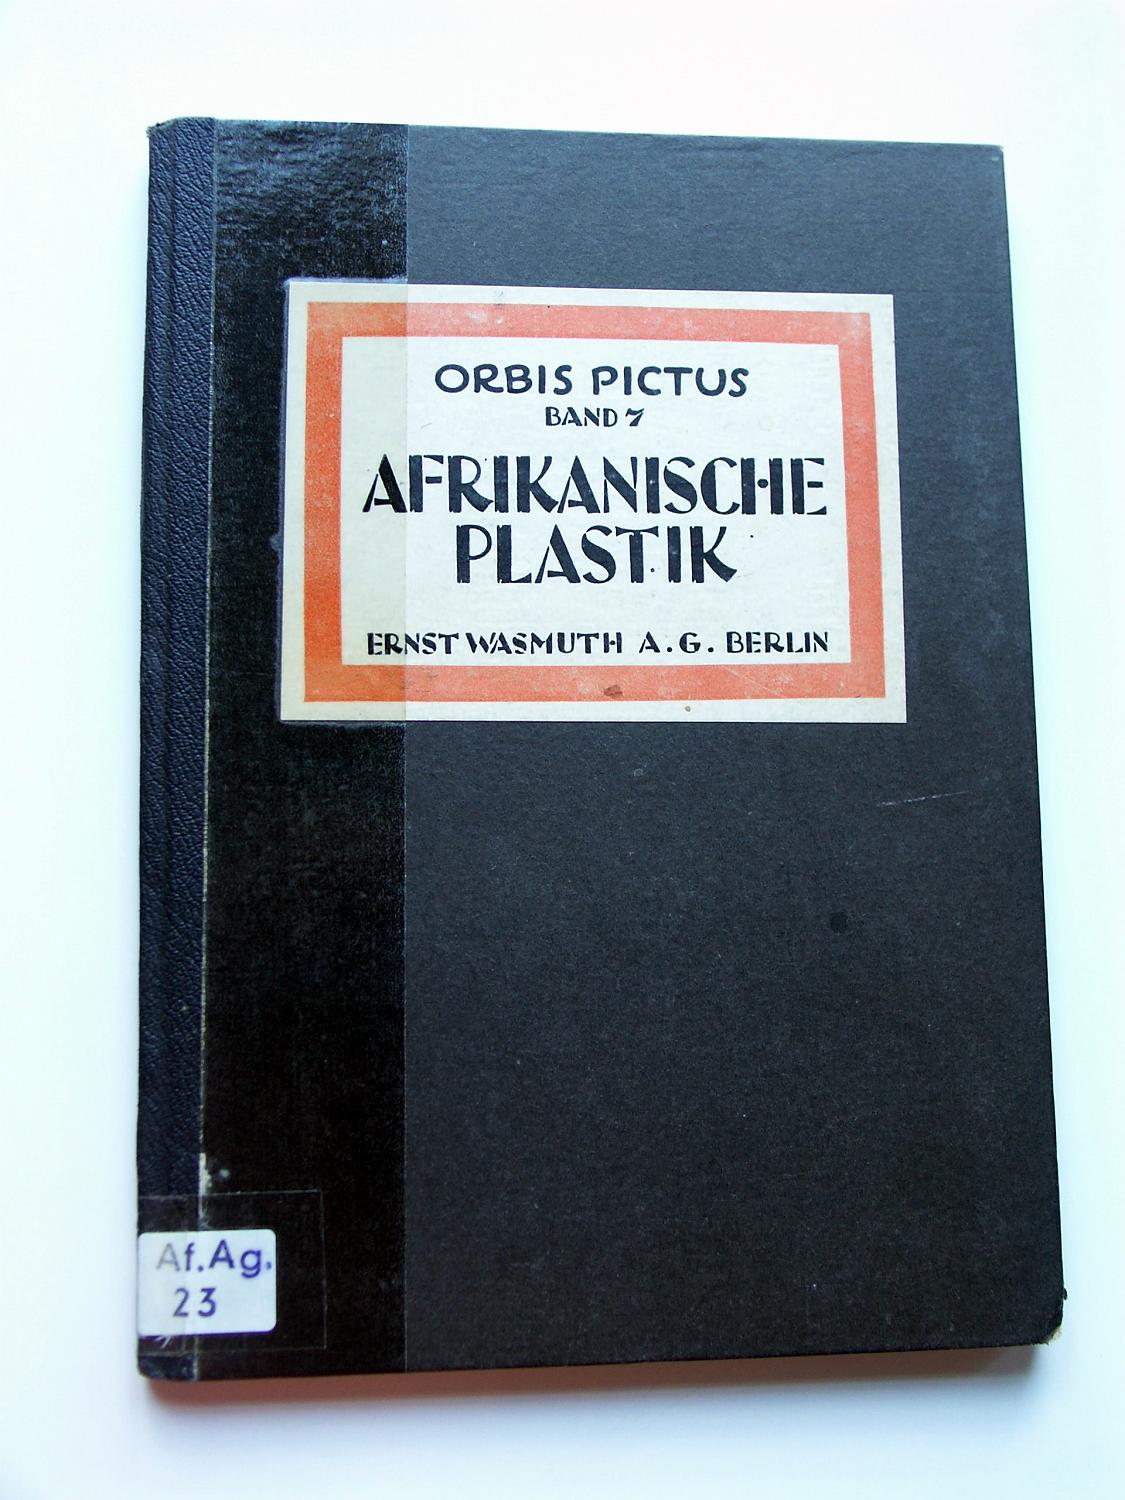 ORBIS PICTUS
BAND 7
AFRIKANISCHE
PLASTIK
ERNST WASMUTH A.G. BERLIN
Af.Ag.
23